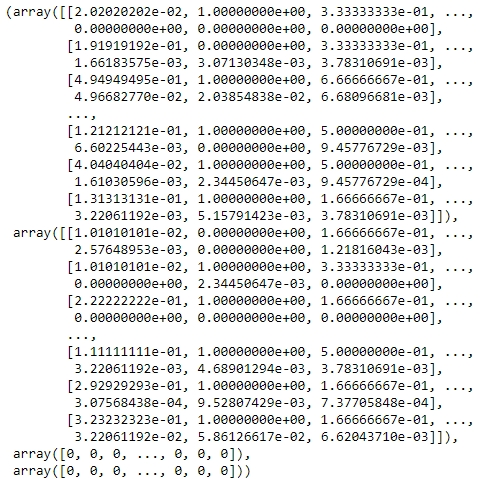 (array([[2.02020202e-02, 1.00000000e+00, 3.33333333e-01, ...,
0.00000000e+00, 0.00000000e+00, 0.00000000e+00],
[1.91919192e-01, 0.00000000e+00, 3.33333333e-01, ...,
1.66183575e-03, 3.07130348e-03, 3.78310691e-03],
[4.94949495e-01, 1.00000000e+00, 6.66666667e-01, ...,
4.96682770e-02, 2.03854838e-02, 6.68096681e-03],
...,
[1.21212121e-01, 1.00000000e+00, 5.00000000e-01, ...,
6.60225443e-03, 0.00000000e+00, 9.45776729e-03],
[4.04040404e-02, 1.00000000e+00, 5.00000000e-01, ...,
1.61030596e-03, 2.34450647e-03, 9.45776729e-04],
[1.31313131e-01, 1.00000000e+00, 1.66666667e-01, ...,
3.22061192e-03, 5.15791423e-03, 3.78310691e-03]]),
array([[1.01010101e-02, 0.00000000e+00, 1.66666667e-01, ...,
2.57648953e-03, 0.00000000e+00, 1.21816043e-03],
[1.01010101e-02, 1.00000000e+00, 3.33333333e-01, ...,
0.00000000e+00, 2.34450647e-03, 0.00000000e+00],
[2.22222222e-01, 1.00000000e+00, 1.66666667e-01, ...,
0.00000000e+00, 0.00000000e+00, 0.00000000e+00],
...,
[1.11111111e-01, 1.00000000e+00, 5.00000000e-01, ...,
3.22061192e-03, 4.68901294e-03, 3.78310691e-03],
[2.92929293e-01, 1.00000000e+00, 1.66666667e-01, ...,
3.07568438e-04, 9.52807429e-03, 7.37705848e-04],
[3.23232323e-01, 1.00000000e+00, 1.66666667e-01, ...,
3.22061192e-02, 5.86126617e-02, 6.62043710e-03]]),
array([0, 0, 0, ..., 0, 0, 0]),
array([0, 0, 0, ..., 0, 0, 0]))